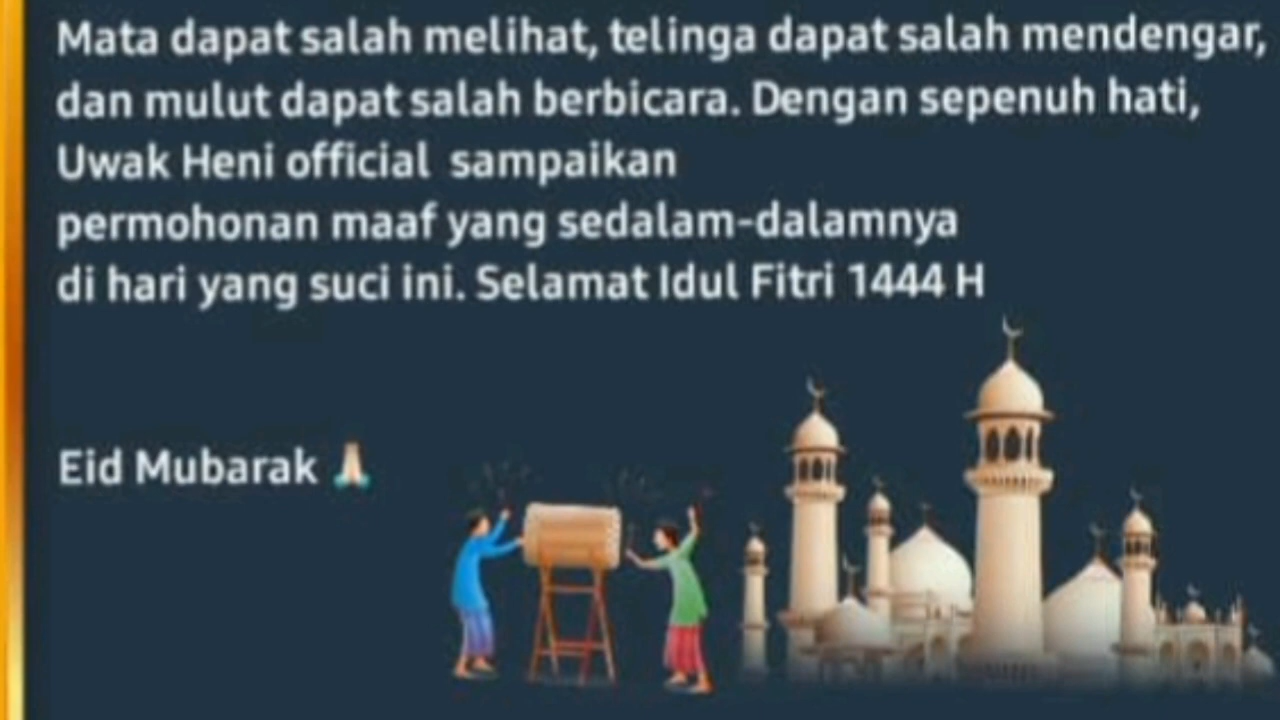 Mata dapat salah melihat, telinga dapat salah mendengar,
dan mulut dapat salah berbicara. Dengan sepenuh hati,
Uwak Heni official sampaikan
permohonan maaf yang sedalam-dalamnya
di hari yang suci ini. Selamat Idul Fitri 1444 H
Eid Mubarak 🙏🏻